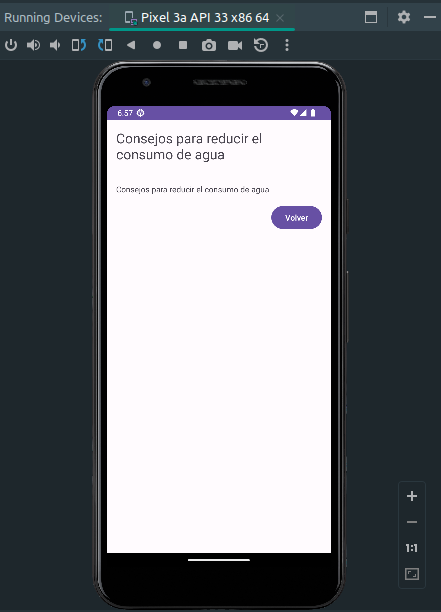 Running Devices: Pixel 3a API 33 x86 64
6:57
Consejos para reducir el
consumo de agua
Consejos para reducir el consumo de agua
Volver
1:1